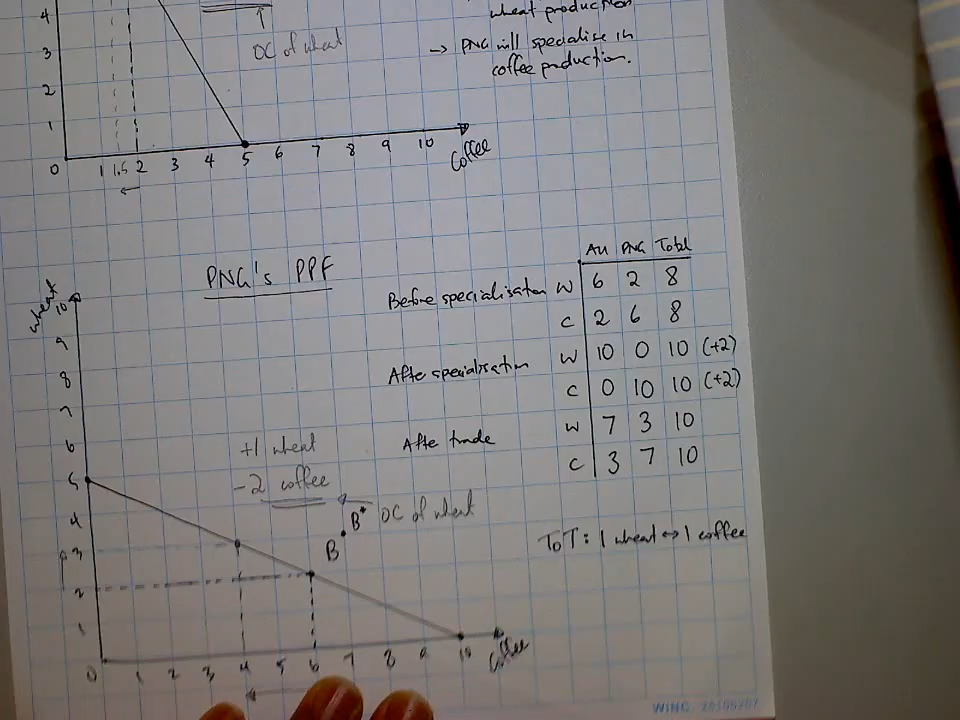 4
wheat production
3
OC of wheat
→ PNG will specialise in
coffee production.
2
1
0 1 1.5 2 3 4 5 6 7 8 9 10 Coffee
←
PNG's PPF
Au PNG Total
Before specialisation W 6 2 8
C 2 6 8
After specialisation W 10 0 10 (+2)
C 0 10 10 (+2)
After trade W 7 3 10
C 3 7 10
wheat
10
9
8
7
6
5
4
3
2
1
+1 wheat
-2 coffee
← OC of wheat
B*
B
ToT: 1 wheat ↔ 1 coffee
0 1 2 3 4 5 6 7 8 9 10 Coffee
←